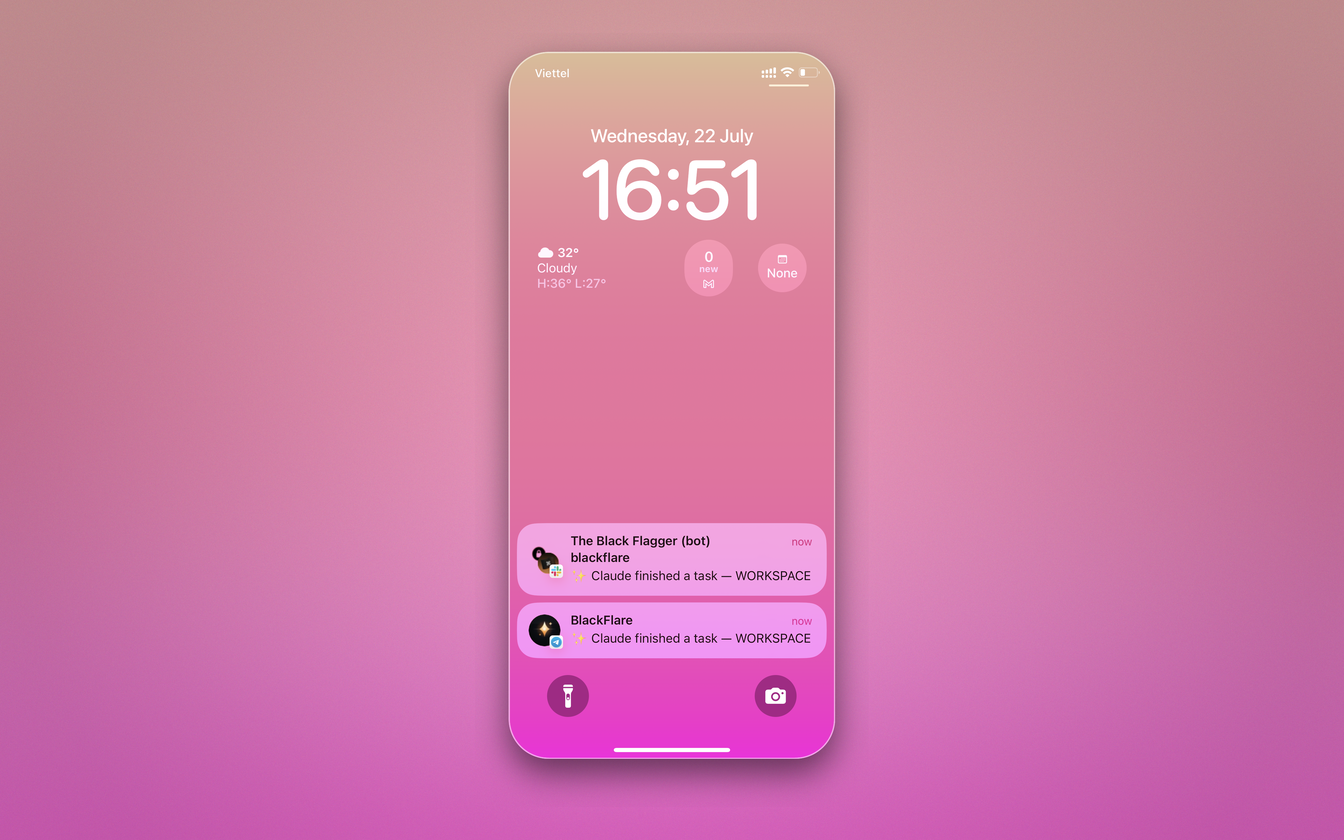 Viettel
Wednesday, 22 July
16:51
32°
Cloudy
H:36° L:27°
0
new
None
The Black Flagger (bot)
now
blackflare
✨ Claude finished a task — WORKSPACE
BlackFlare
now
✨ Claude finished a task — WORKSPACE